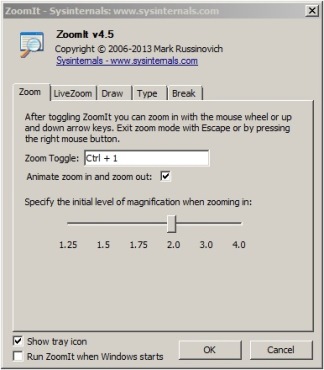 ZoomIt - Sysinternals: www.sysinternals.com
ZoomIt v4.5
Copyright © 2006-2013 Mark Russinovich
Sysinternals - www.sysinternals.com
Zoom LiveZoom Draw Type Break
After toggling ZoomIt you can zoom in with the mouse wheel or up
and down arrow keys. Exit zoom mode with Escape or by pressing
the right mouse button.
Zoom Toggle: Ctrl + 1
Animate zoom in and zoom out:
Specify the initial level of magnification when zooming in:
1.25 1.5 1.75 2.0 3.0 4.0
Show tray icon
Run ZoomIt when Windows starts
OK Cancel